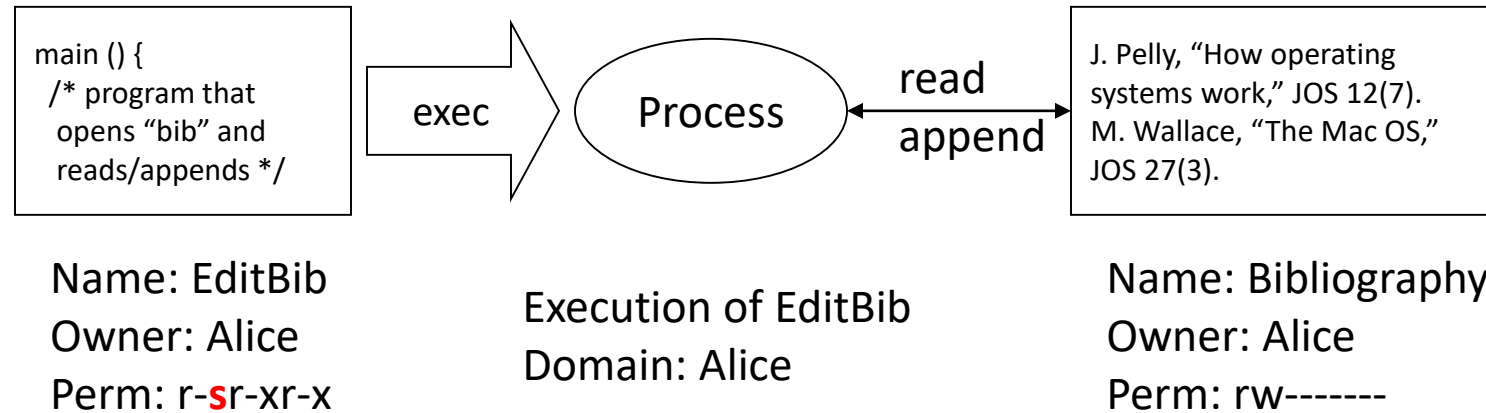 main () {
/* program that
opens “bib” and
reads/appends */
exec
Process
read
append
J. Pelly, “How operating
systems work,” JOS 12(7).
M. Wallace, “The Mac OS,”
JOS 27(3).
Name: EditBib
Owner: Alice
Perm: r-sr-xr-x
Execution of EditBib
Domain: Alice
Name: Bibliography
Owner: Alice
Perm: rw-------